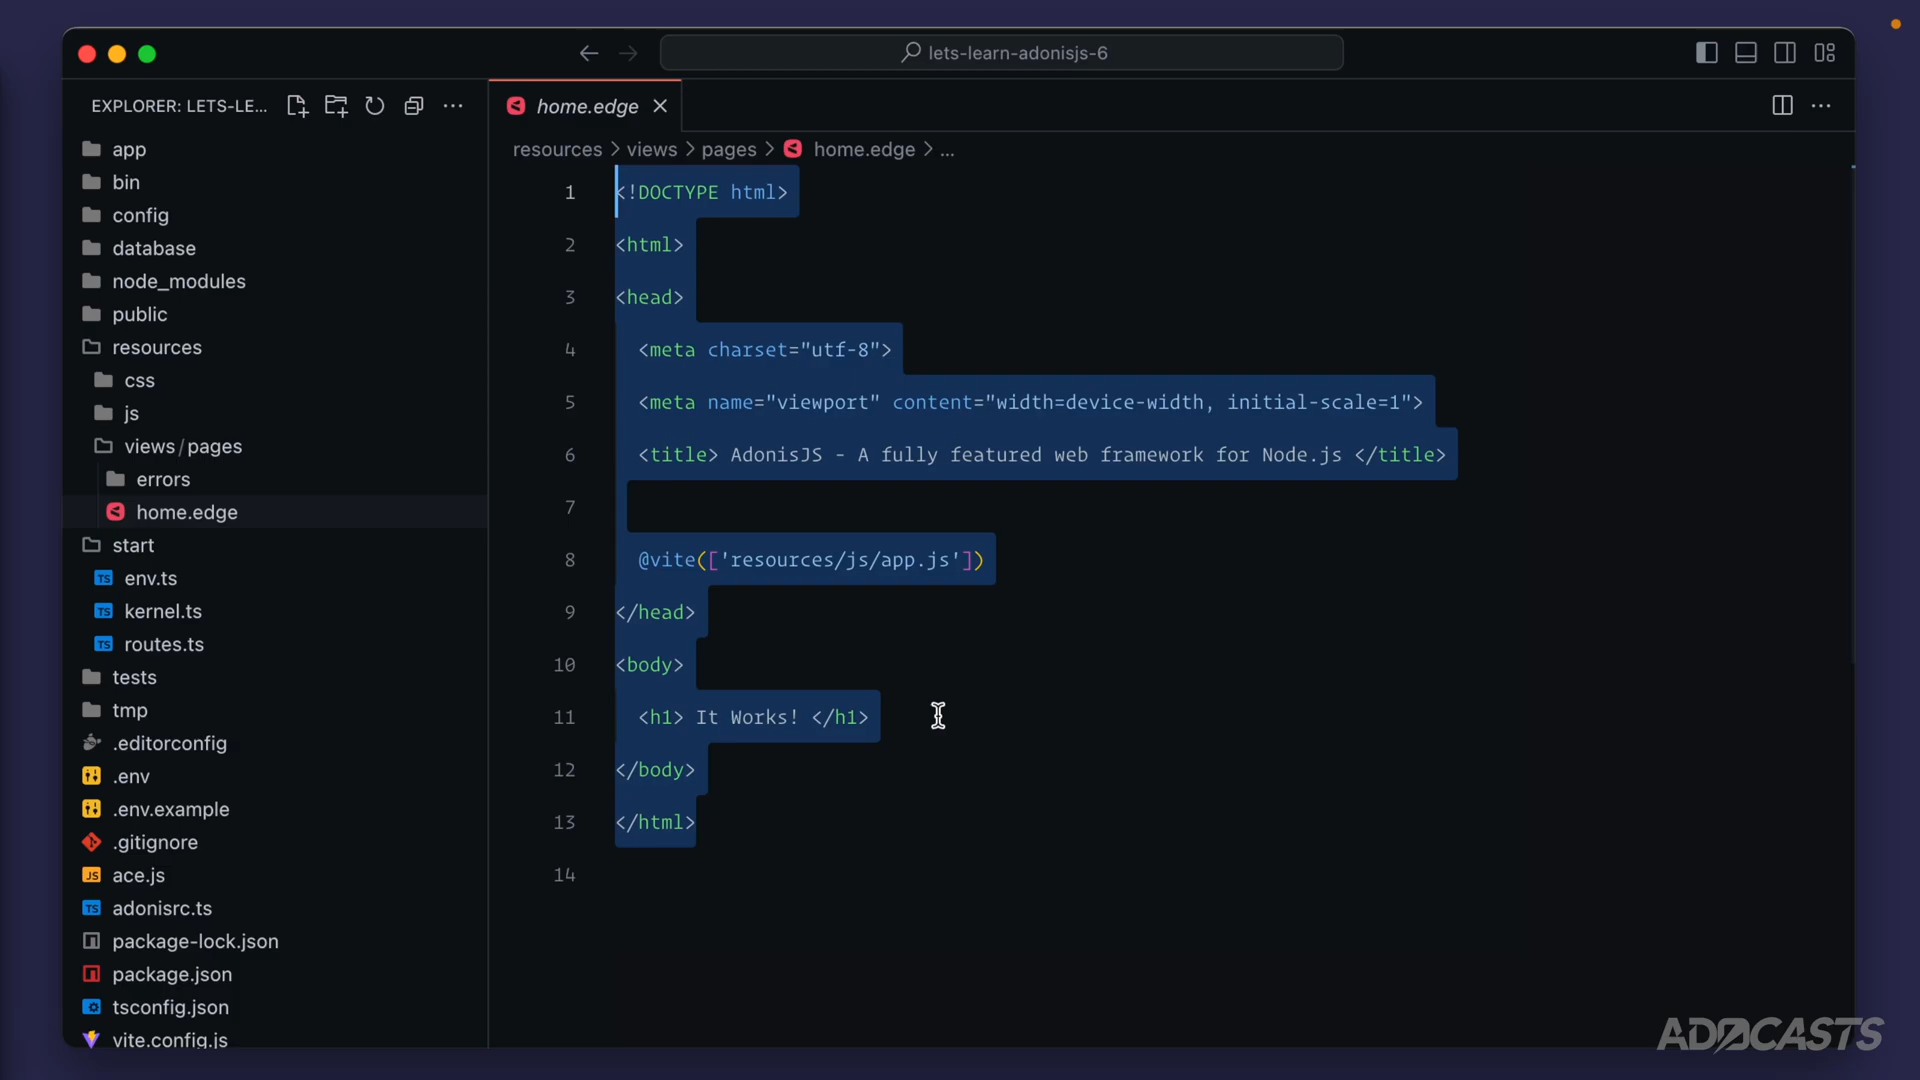 lets-learn-adonisjs-6
EXPLORER: LETS-LE...
home.edge
resources > views > pages > home.edge > ...
app
bin
config
database
node_modules
public
resources
css
js
views/pages
errors
home.edge
start
env.ts
kernel.ts
routes.ts
tests
tmp
.editorconfig
.env
.env.example
.gitignore
ace.js
adonisrc.ts
package-lock.json
package.json
tsconfig.json
vite.config.js
1 <!DOCTYPE html>
2 <html>
3 <head>
4 <meta charset="utf-8">
5 <meta name="viewport" content="width=device-width, initial-scale=1">
6 <title> AdonisJS - A fully featured web framework for Node.js </title>
7
8 @vite(['resources/js/app.js'])
9 </head>
10 <body>
11 <h1> It Works! </h1>
12 </body>
13 </html>
14
ADOCASTS